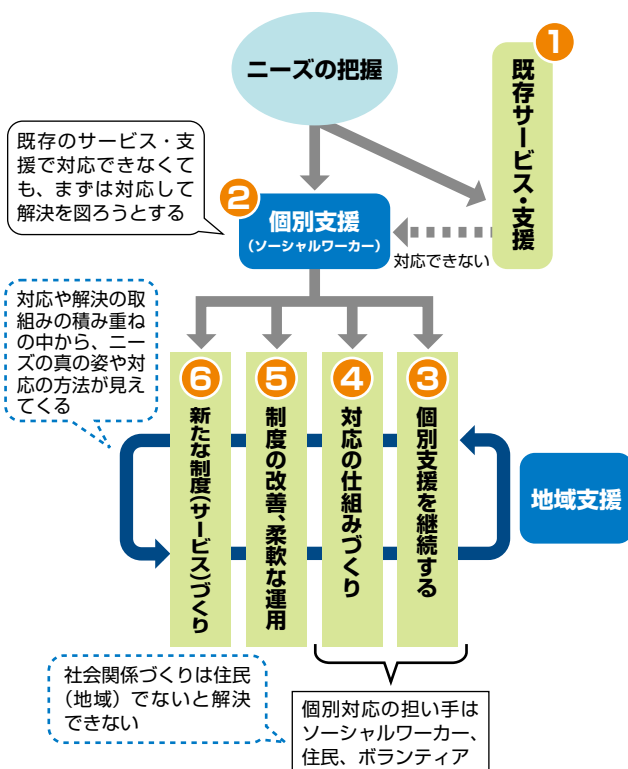 ニーズの把握
1
既存サービス・支援
既存のサービス・支
援で対応できなくて
も、まずは対応して
解決を図ろうとする
2
個別支援
（ソーシャルワーカー）
対応できない
対応や解決の取
組みの積み重ね
の中から、ニー
ズの真の姿や対
応の方法が見え
てくる
6
新たな制度（サービス）づくり
5
制度の改善、柔軟な運用
4
対応の仕組みづくり
3
個別支援を継続する
地域支援
社会関係づくりは住民
（地域）でないと解決
できない
個別対応の担い手は
ソーシャルワーカー、
住民、ボランティア